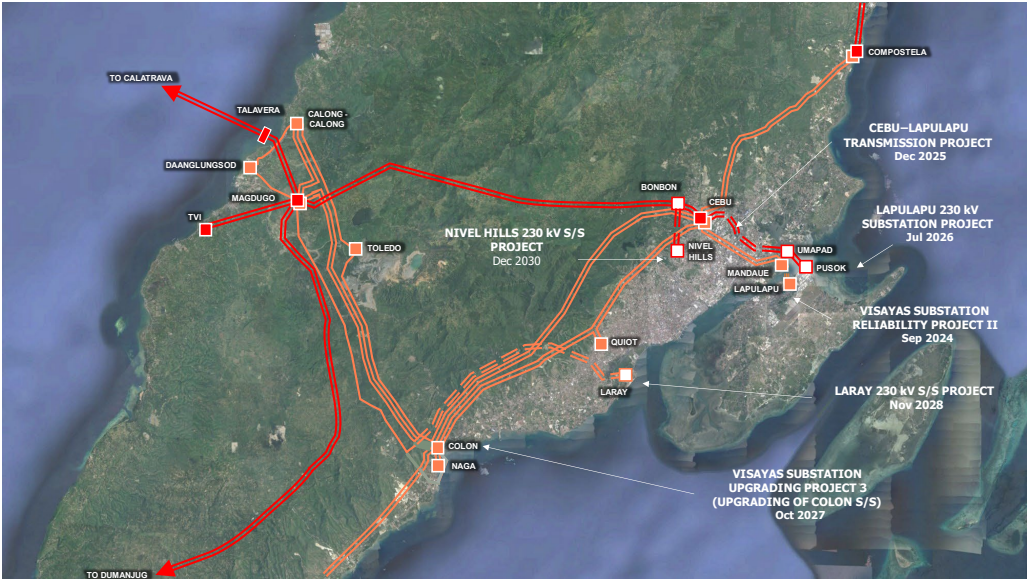 COMPOSTELA
TO CALATRAVA
TALAVERA
CALONG -
CALONG
CEBU–LAPULAPU
TRANSMISSION PROJECT
Dec 2025
DAANGLUNGSOD
MAGDUGO
BONBON
CEBU
LAPULAPU 230 kV
SUBSTATION PROJECT
Jul 2026
TVI
TOLEDO
NIVEL HILLS 230 kV S/S
PROJECT
Dec 2030
NIVEL
HILLS
UMAPAD
MANDAUE
PUSOK
LAPULAPU
VISAYAS SUBSTATION
RELIABILITY PROJECT II
Sep 2024
QUIOT
LARAY
LARAY 230 kV S/S PROJECT
Nov 2028
COLON
NAGA
VISAYAS SUBSTATION
UPGRADING PROJECT 3
(UPGRADING OF COLON S/S)
Oct 2027
TO DUMANJUG